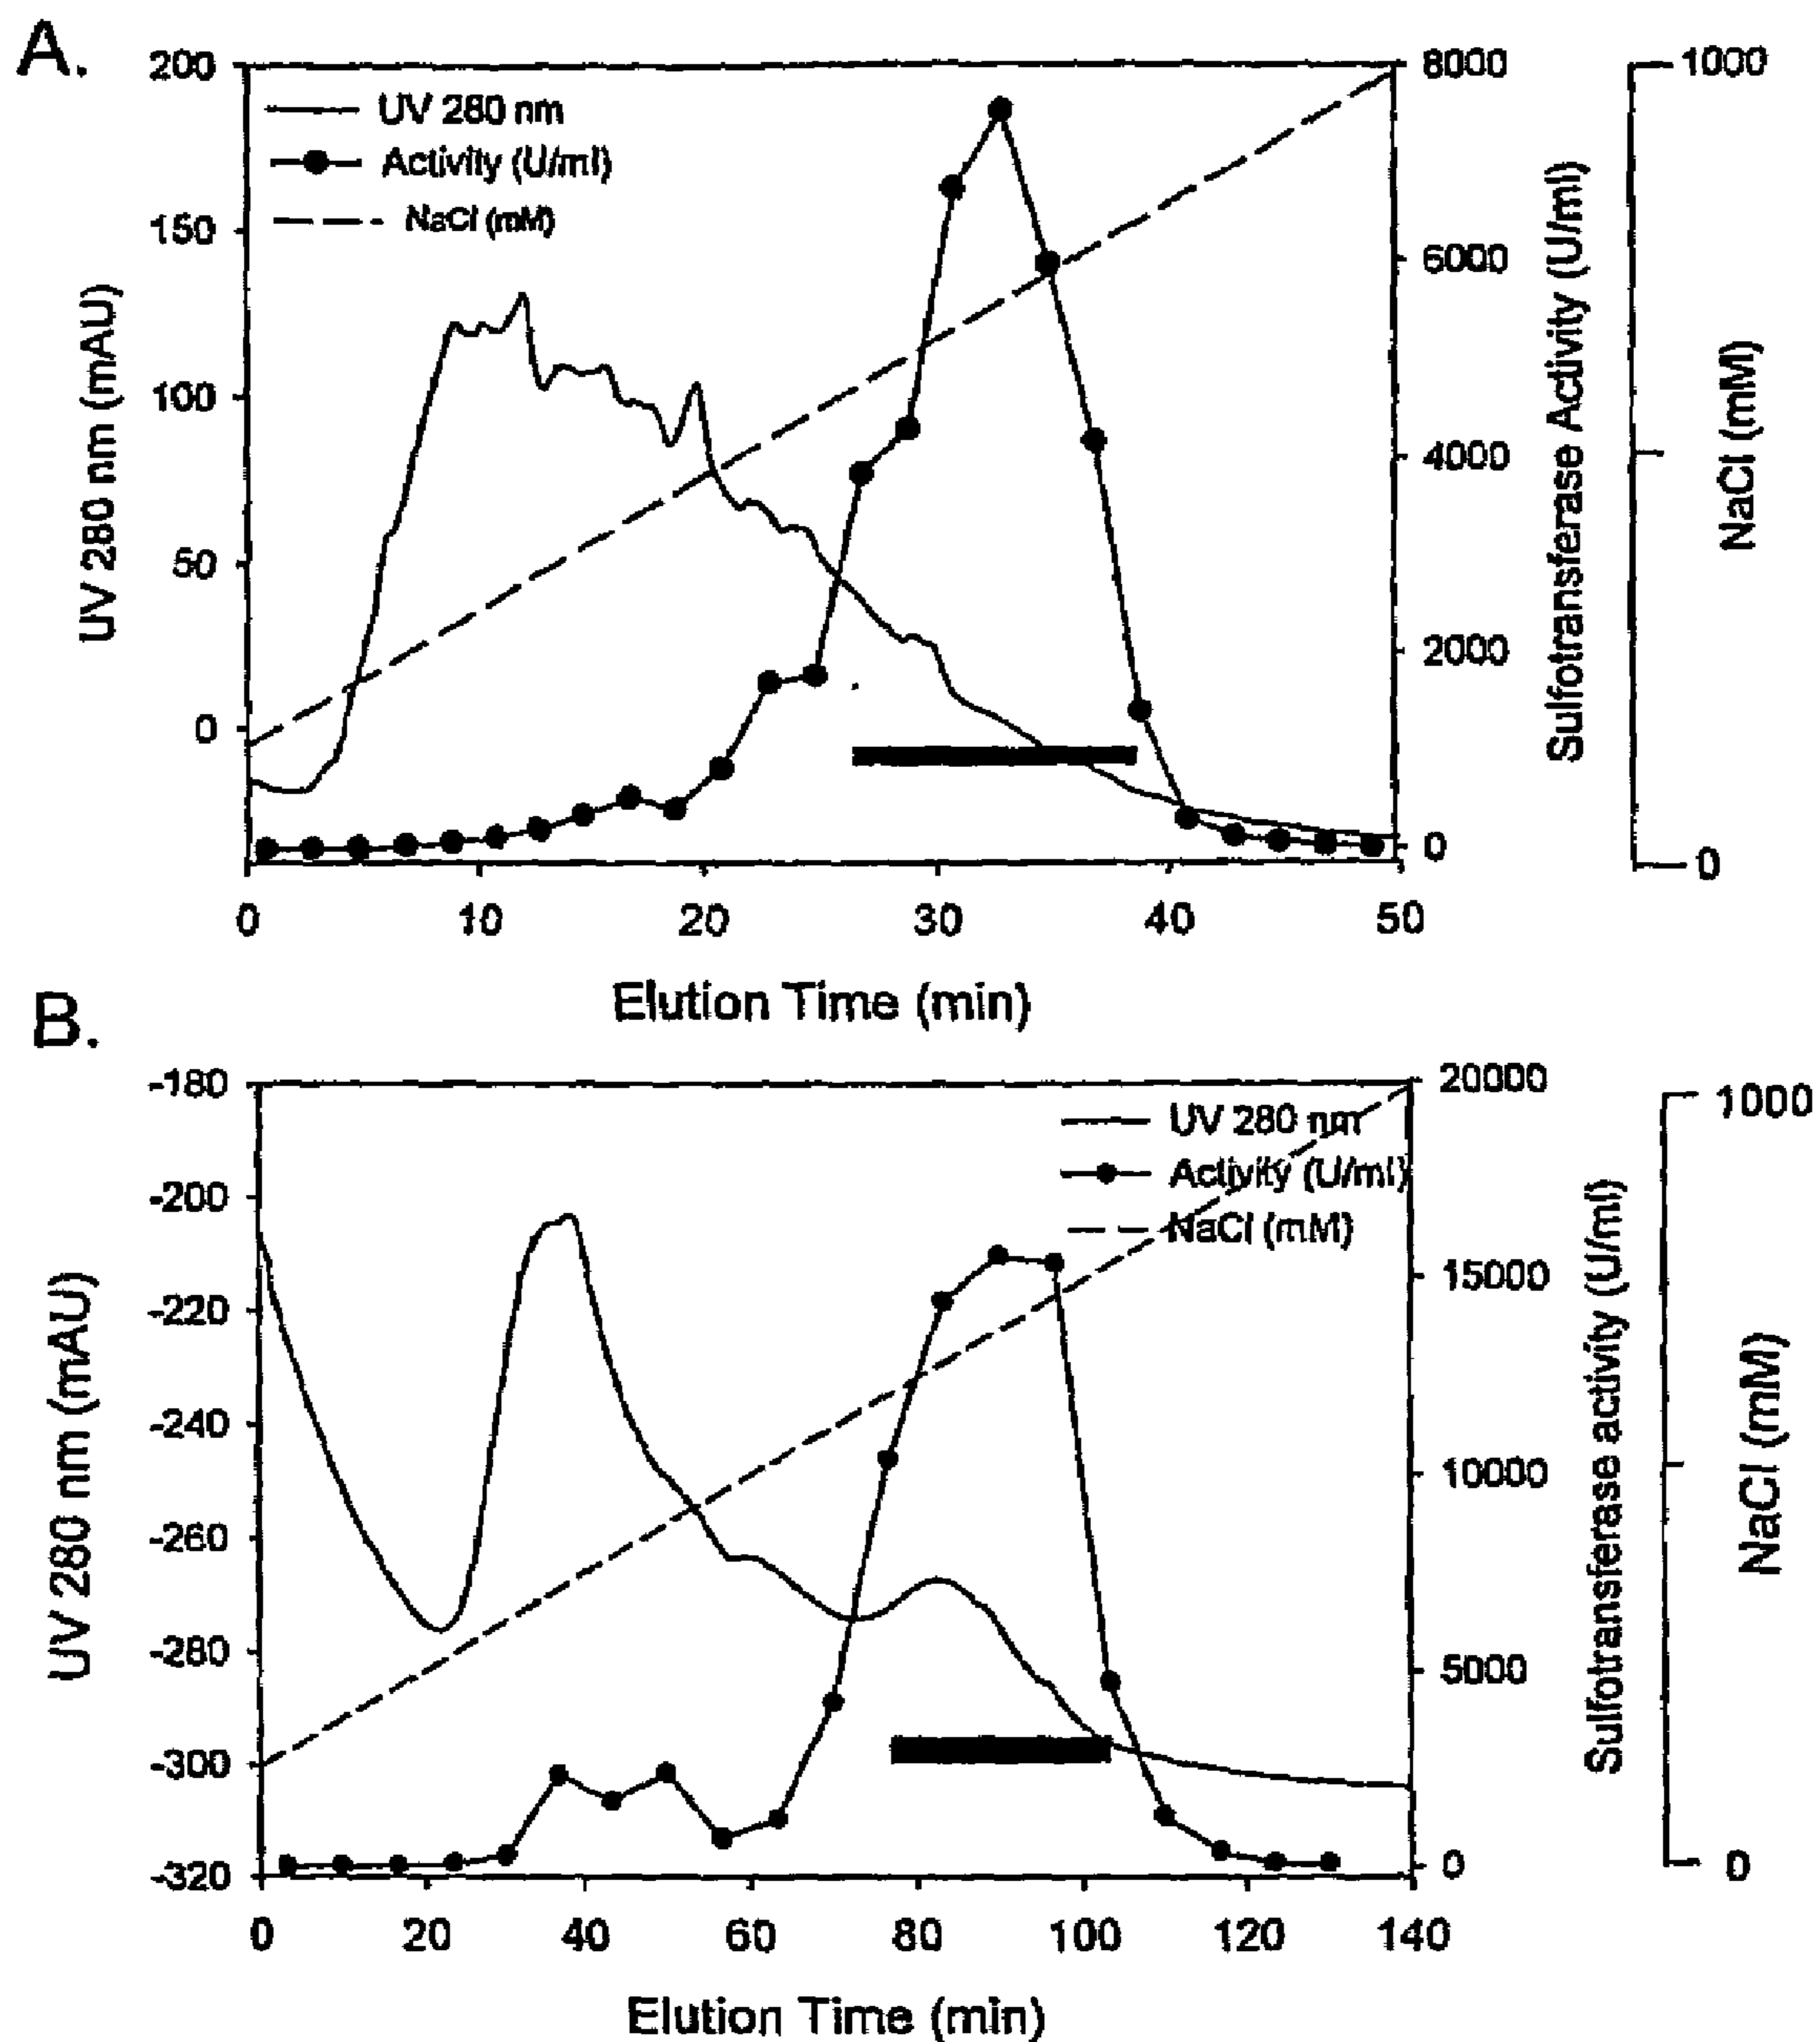 A.
200
150
100
50
0
UV 280 nm (mAU)
UV 280 nm
Activity (U/ml)
NaCl (mM)
8000
6000
4000
2000
0
Sulfotransferase Activity (U/ml)
1000
0
NaCl (mM)
0 10 20 30 40 50
Elution Time (min)
B.
-180
-200
-220
-240
-260
-280
-300
-320
UV 280 nm (mAU)
UV 280 nm
Activity (U/ml)
NaCl (mM)
20000
15000
10000
5000
0
Sulfotransferase activity (U/ml)
1000
0
NaCl (mM)
0 20 40 60 80 100 120 140
Elution Time (min)